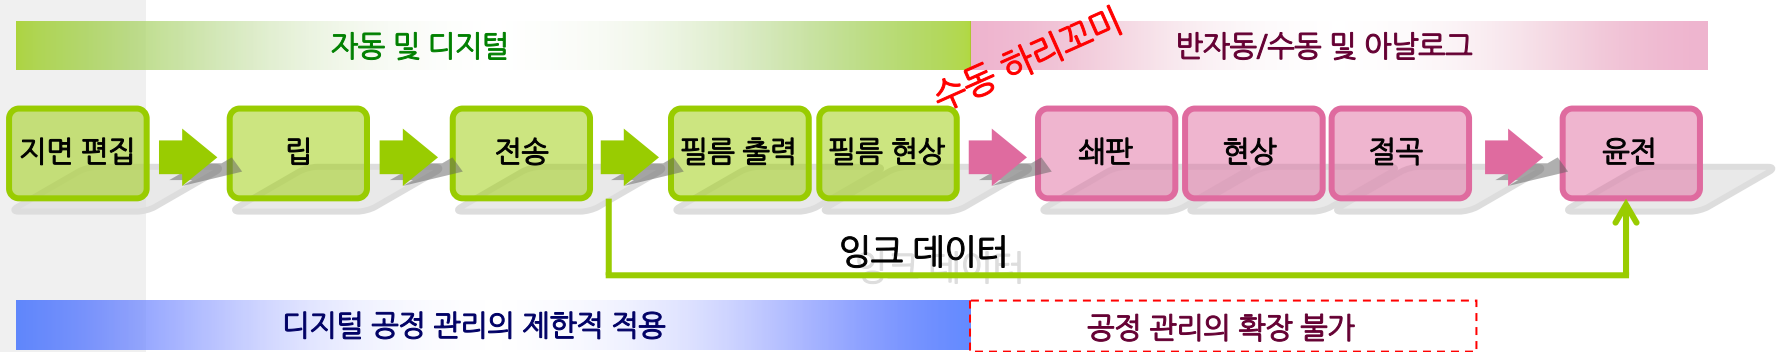 자동 및 디지털
수동 하리꼬미
반자동/수동 및 아날로그
지면 편집
립
전송
필름 출력
필름 현상
쇄판
현상
절곡
윤전
잉크 데이터
디지털 공정 관리의 제한적 적용
공정 관리의 확장 불가